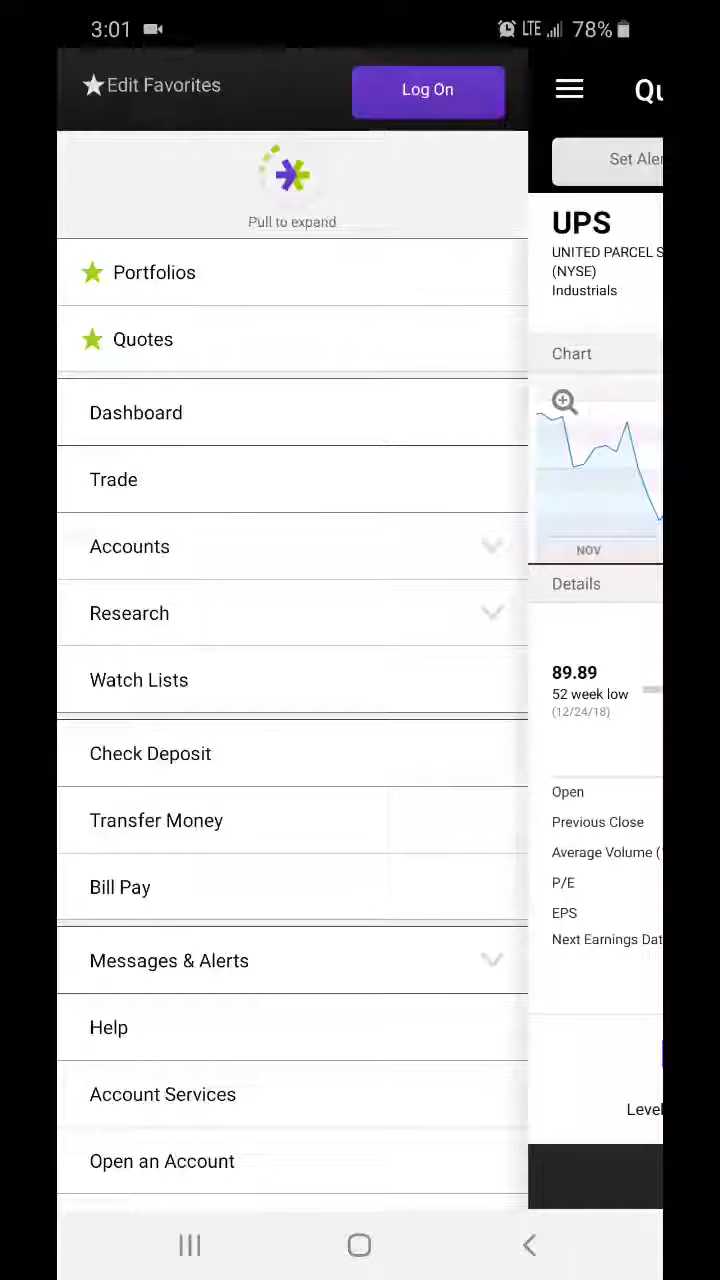 3:01
LTE 78%
Edit Favorites
Log On
Pull to expand
Portfolios
Quotes
Dashboard
Trade
Accounts
Research
Watch Lists
Check Deposit
Transfer Money
Bill Pay
Messages & Alerts
Help
Account Services
Open an Account
Qu
Set Aler
UPS
UNITED PARCEL S
(NYSE)
Industrials
Chart
NOV
Details
89.89
52 week low
(12/24/18)
Open
Previous Close
Average Volume (
P/E
EPS
Next Earnings Dat
Level